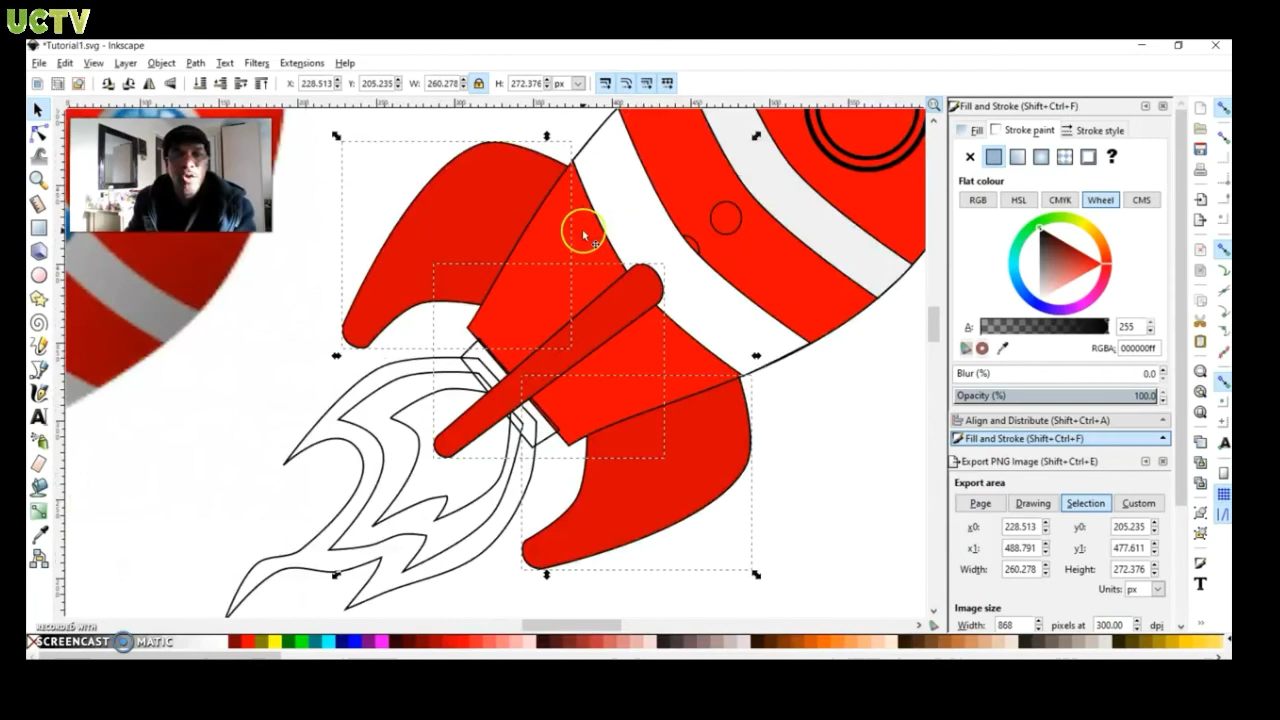 UCTV
*Tutorial1.svg - Inkscape
File Edit View Layer Object Path Text Filters Extensions Help
X: 228.513 Y: 205.235 W: 260.278 H: 272.376 px
Fill and Stroke (Shift+Ctrl+F)
Fill Stroke paint Stroke style
?
Flat colour
RGB HSL CMYK Wheel CMS
A: 255
RGBA: 000000ff
Blur (%) 0.0
Opacity (%) 100.0
Align and Distribute (Shift+Ctrl+A)
Fill and Stroke (Shift+Ctrl+F)
Export PNG Image (Shift+Ctrl+E)
Export area
Page Drawing Selection Custom
x0: 228.513 y0: 205.235
x1: 488.791 y1: 477.611
Width: 260.278 Height: 272.376
Units: px
Image size
Width: 868 pixels at 300.00 dpi
RECORDED WITH
SCREENCAST MATIC